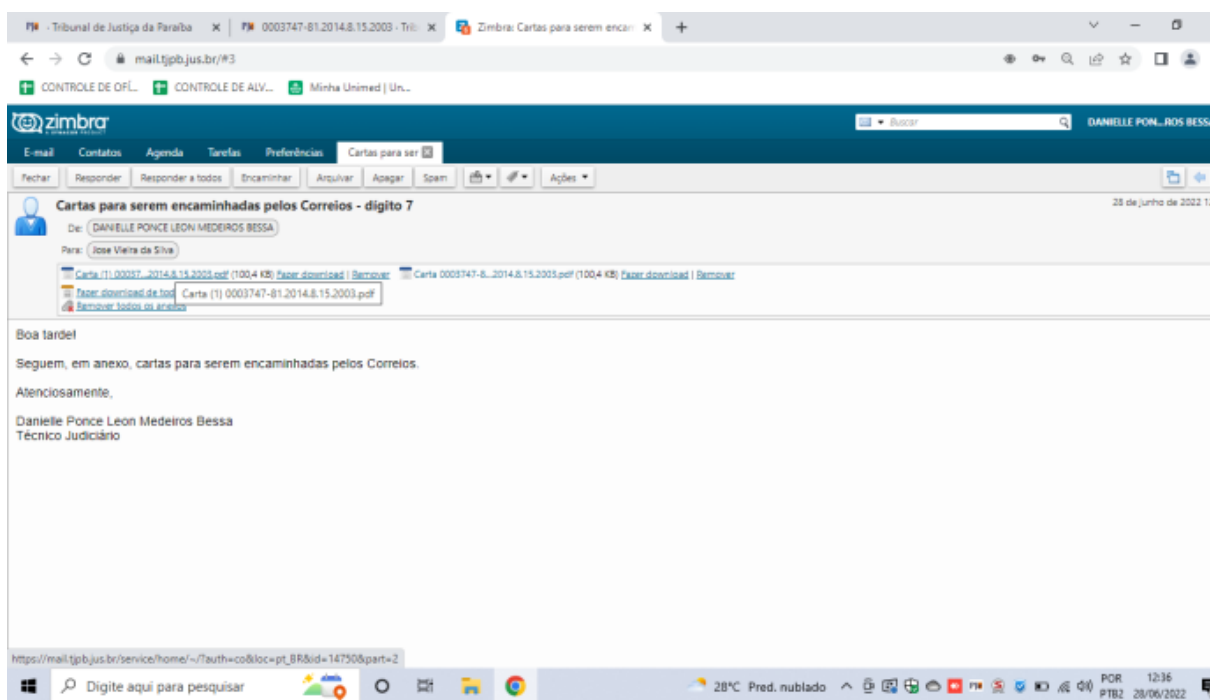 - Tribunal de Justiça da Paraíba
0003747-81.2014.8.15.2003 - Trib
Zimbra: Cartas para serem encam
mail.tjpb.jus.br/#3
CONTROLE DE OFÍ...
CONTROLE DE ALV...
Minha Unimed | Un...
zimbra
Buscar
DANIELLE PON...ROS BESSA
E-mail Contatos Agenda Tarefas Preferências Cartas para ser
Fechar Responder Responder a todos Encaminhar Arquivar Apagar Spam Ações
Cartas para serem encaminhadas pelos Correios - digito 7
28 de junho de 2022 1
De: DANIELLE PONCE LEON MEDEIROS BESSA
Para: Jose Vieira da Silva
Carta (1) 00037...2014.8.15.2003.pdf (100,4 KB) Fazer download | Remover Carta 0003747-8...2014.8.15.2003.pdf (100,4 KB) Fazer download | Remover
Fazer download de tod
Carta (1) 0003747-81.2014.8.15.2003.pdf
Remover todos os anexos
Boa tarde!
Seguem, em anexo, cartas para serem encaminhadas pelos Correios.
Atenciosamente,
Danielle Ponce Leon Medeiros Bessa
Técnico Judiciário
https://mail.tjpb.jus.br/service/home/~/?auth=co&loc=pt_BR&id=14750&part=2
Digite aqui para pesquisar
28°C Pred. nublado
POR
PTB2
12:36
28/06/2022